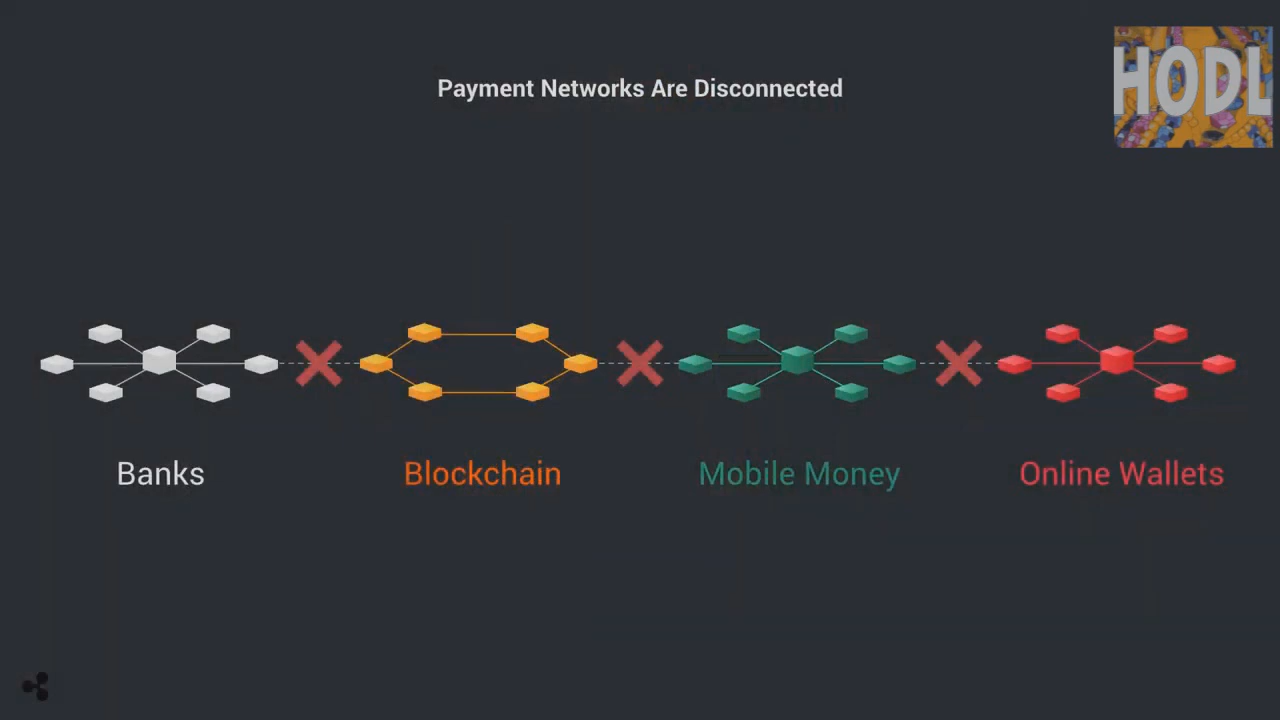 Payment Networks Are Disconnected
HODL
Banks
Blockchain
Mobile Money
Online Wallets